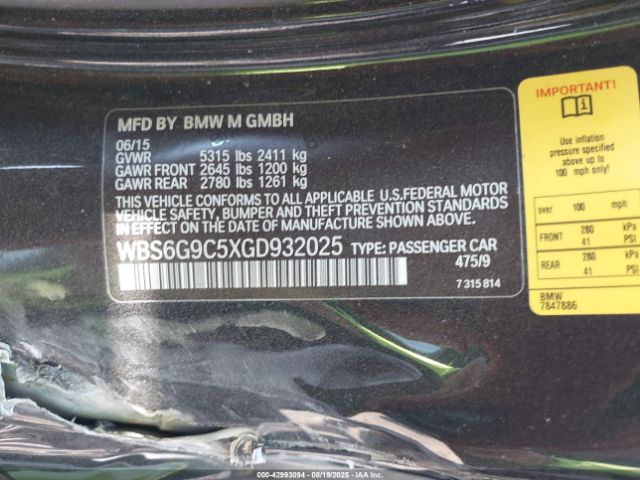 MFD BY BMW M GMBH
06/15
GVWR 5315 lbs 2411 kg
GAWR FRONT 2645 lbs 1200 kg
GAWR REAR 2780 lbs 1261 kg
THIS VEHICLE CONFORMS TO ALL APPLICABLE U.S.FEDERAL MOTOR
VEHICLE SAFETY, BUMPER AND THEFT PREVENTION STANDARDS
IN EFFECT ON THE DATE OF MANUFACTURE SHOWN ABOVE.
WBS6G9C5XGD932025 TYPE: PASSENGER CAR
475/9
7 315 814
IMPORTANT!
Use inflation
pressure specified
above up to
100 mph only!
over 100 mph
FRONT 280 kPa
41 PSI
REAR 280 kPa
41 PSI
BMW
7847886
000-42993094 - 08/19/2025 - IAAI.COM